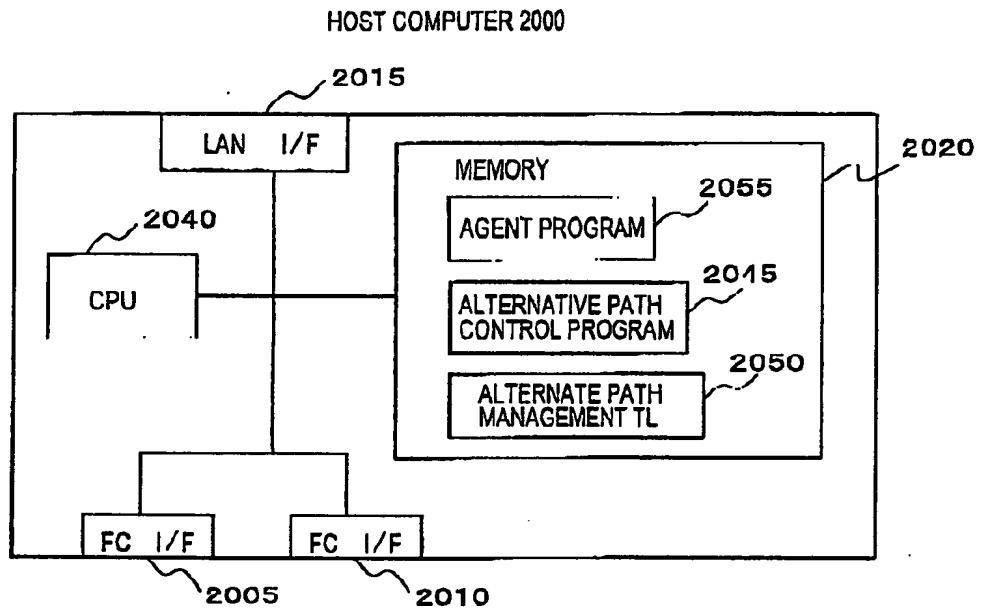 HOST COMPUTER 2000
2015
LAN I/F
2020
MEMORY
2055
AGENT PROGRAM
2040
CPU
2045
ALTERNATIVE PATH
CONTROL PROGRAM
2050
ALTERNATE PATH
MANAGEMENT TL
FC I/F
FC I/F
2005
2010